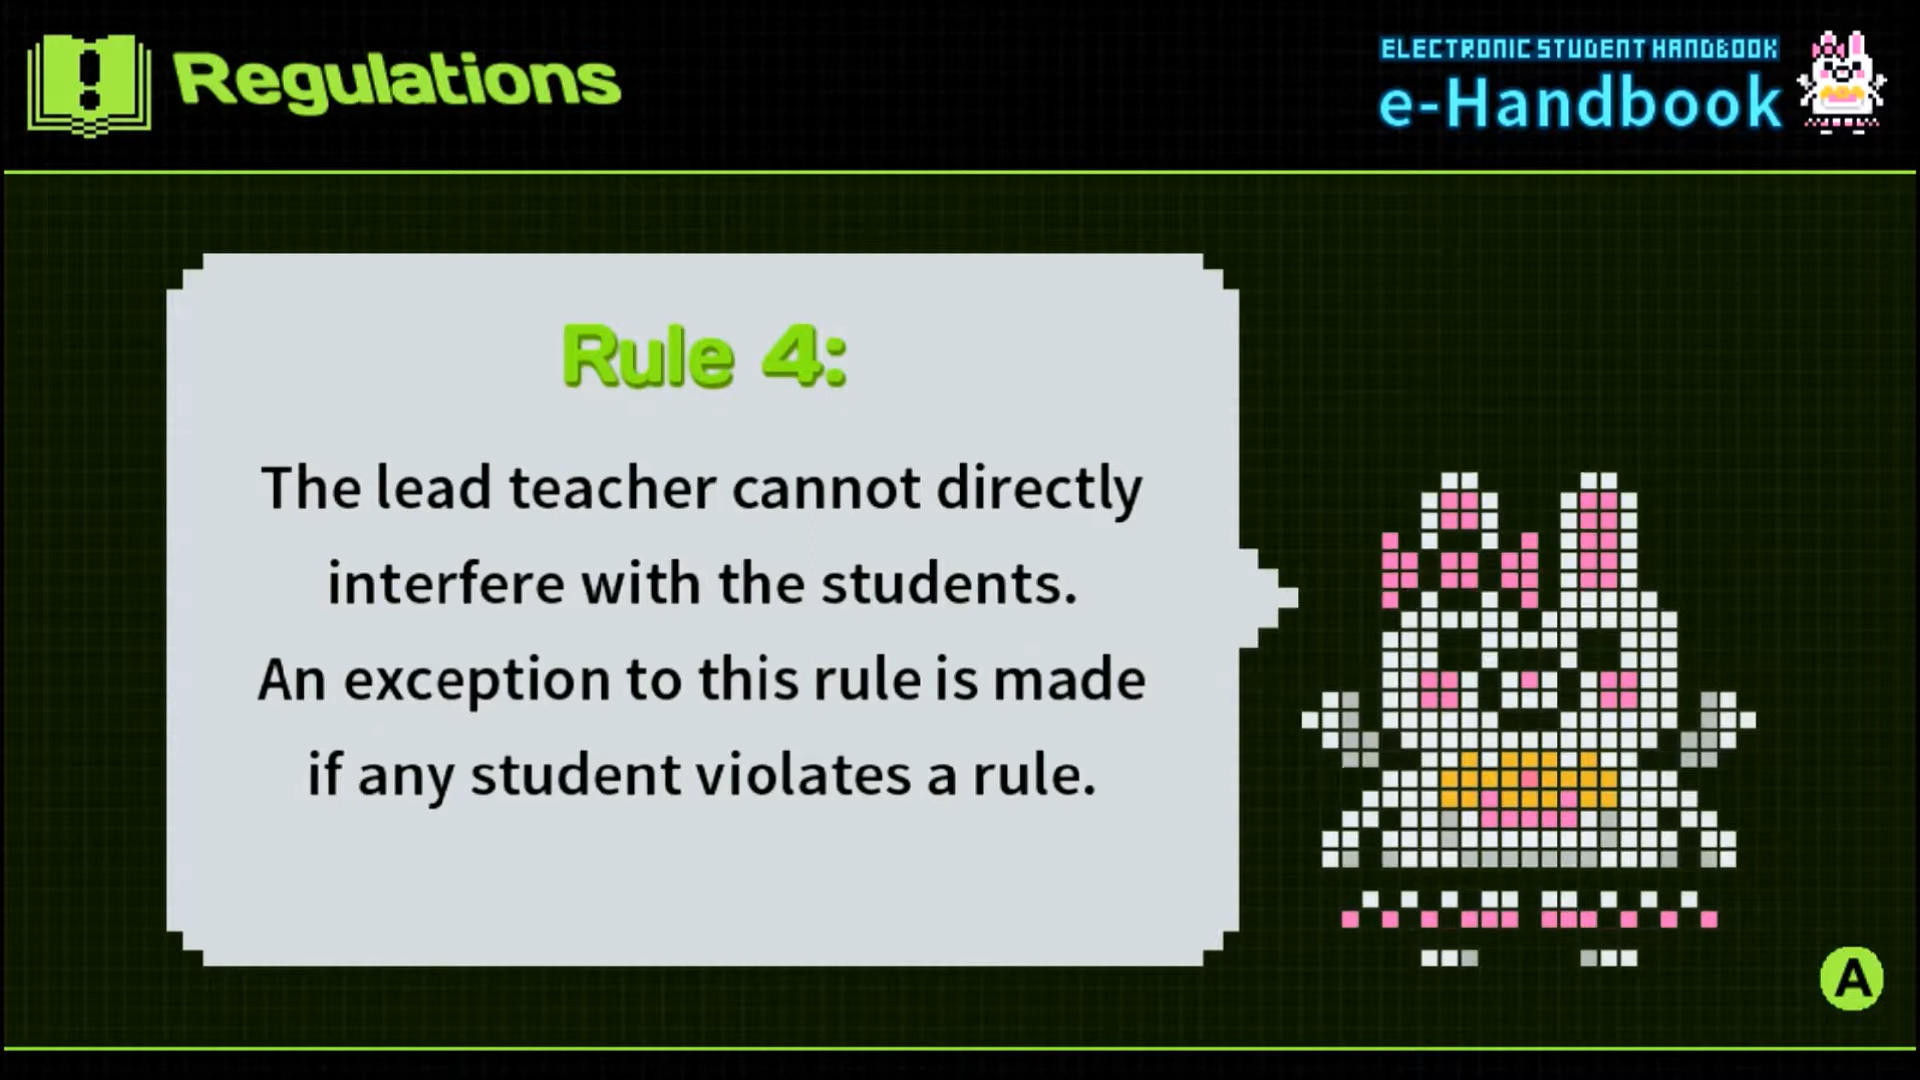 Regulations
ELECTRONIC STUDENT HANDBOOK
e-Handbook
Rule 4:
The lead teacher cannot directly
interfere with the students.
An exception to this rule is made
if any student violates a rule.
A